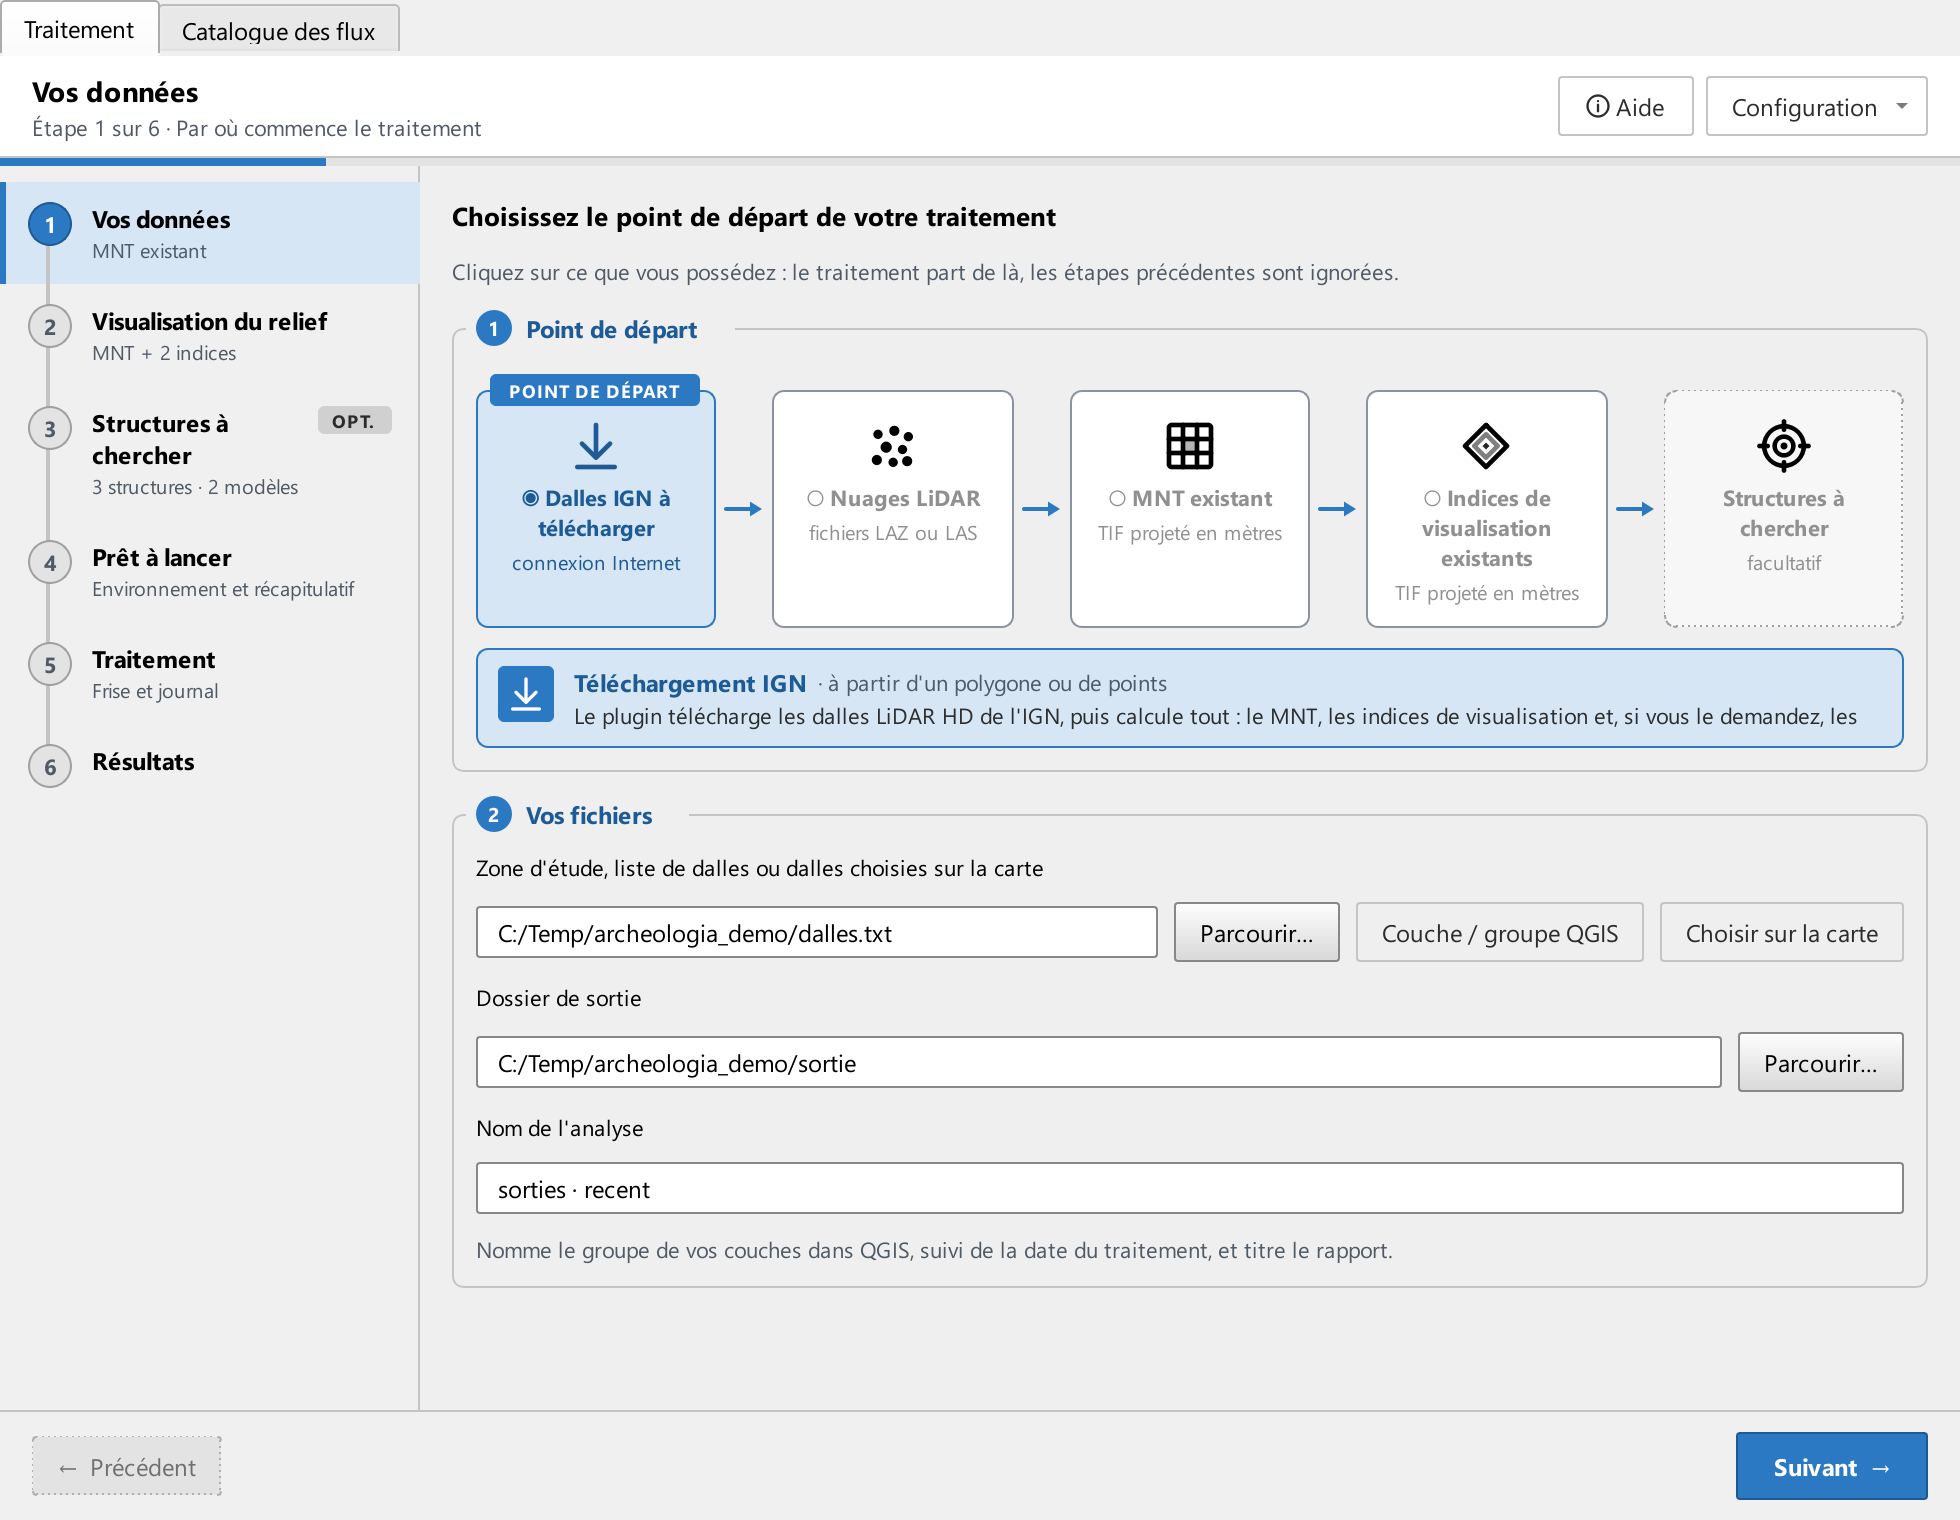 Traitement
Catalogue des flux
Vos données
Étape 1 sur 6 · Par où commence le traitement
Aide
Configuration
1
Vos données
MNT existant
2
Visualisation du relief
MNT + 2 indices
3
Structures à
chercher
OPT.
3 structures · 2 modèles
4
Prêt à lancer
Environnement et récapitulatif
5
Traitement
Frise et journal
6
Résultats
Choisissez le point de départ de votre traitement
Cliquez sur ce que vous possédez : le traitement part de là, les étapes précédentes sont ignorées.
1 Point de départ
POINT DE DÉPART
Dalles IGN à
télécharger
connexion Internet
Nuages LiDAR
fichiers LAZ ou LAS
MNT existant
TIF projeté en mètres
Indices de
visualisation
existants
TIF projeté en mètres
Structures à
chercher
facultatif
Téléchargement IGN · à partir d'un polygone ou de points
Le plugin télécharge les dalles LiDAR HD de l'IGN, puis calcule tout : le MNT, les indices de visualisation et, si vous le demandez, les
2 Vos fichiers
Zone d'étude, liste de dalles ou dalles choisies sur la carte
C:/Temp/archeologia_demo/dalles.txt
Parcourir...
Couche / groupe QGIS
Choisir sur la carte
Dossier de sortie
C:/Temp/archeologia_demo/sortie
Parcourir...
Nom de l'analyse
sorties · recent
Nomme le groupe de vos couches dans QGIS, suivi de la date du traitement, et titre le rapport.
← Précédent
Suivant →